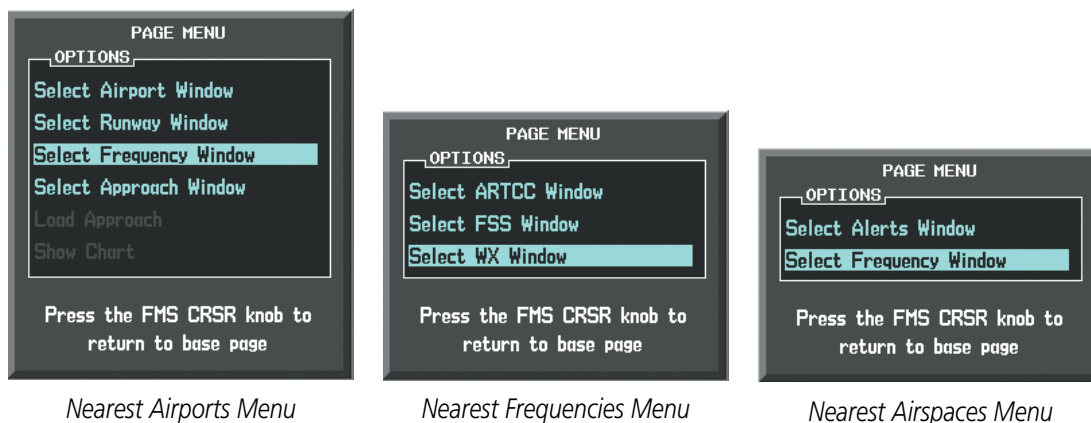 PAGE MENU
OPTIONS
Select Airport Window
Select Runway Window
Select Frequency Window
Select Approach Window
Load Approach
Show Chart
Press the FMS CRSR knob to
return to base page
Nearest Airports Menu
PAGE MENU
OPTIONS
Select ARTCC Window
Select FSS Window
Select WX Window
Press the FMS CRSR knob to
return to base page
Nearest Frequencies Menu
PAGE MENU
OPTIONS
Select Alerts Window
Select Frequency Window
Press the FMS CRSR knob to
return to base page
Nearest Airspaces Menu